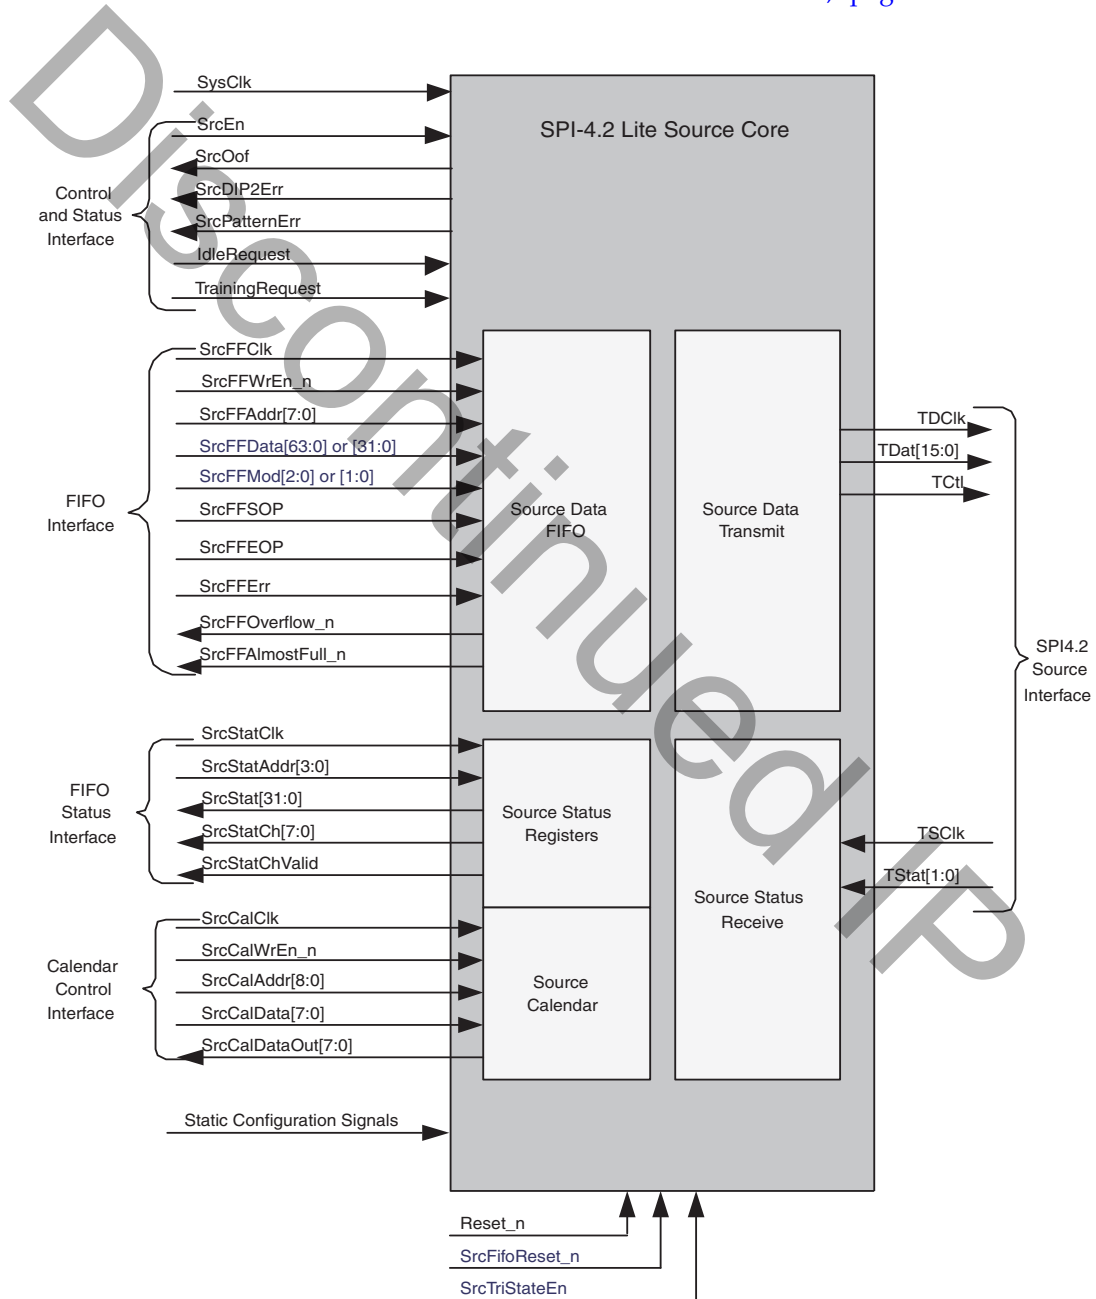 SPI-4.2 Lite Source Core
SysClk
SrcEn
SrcOof
SrcDIP2Err
SrcPatternErr
IdleRequest
TrainingRequest
Control
and Status
Interface
SrcFFClk
SrcFFWrEn_n
SrcFFAddr[7:0]
SrcFFData[63:0] or [31:0]
SrcFFMod[2:0] or [1:0]
SrcFFSOP
SrcFFEOP
SrcFFErr
SrcFFOverflow_n
SrcFFAlmostFull_n
FIFO
Interface
Source Data
FIFO
Source Data
Transmit
TDClk
TDat[15:0]
TCtl
SPI4.2
Source
Interface
SrcStatClk
SrcStatAddr[3:0]
SrcStat[31:0]
SrcStatCh[7:0]
SrcStatChValid
FIFO
Status
Interface
Source Status
Registers
TSClk
TStat[1:0]
Source Status
Receive
SrcCalClk
SrcCalWrEn_n
SrcCalAddr[8:0]
SrcCalData[7:0]
SrcCalDataOut[7:0]
Calendar
Control
Interface
Source
Calendar
Static Configuration Signals
Reset_n
SrcFifoReset_n
SrcTriStateEn
Discontinued IP